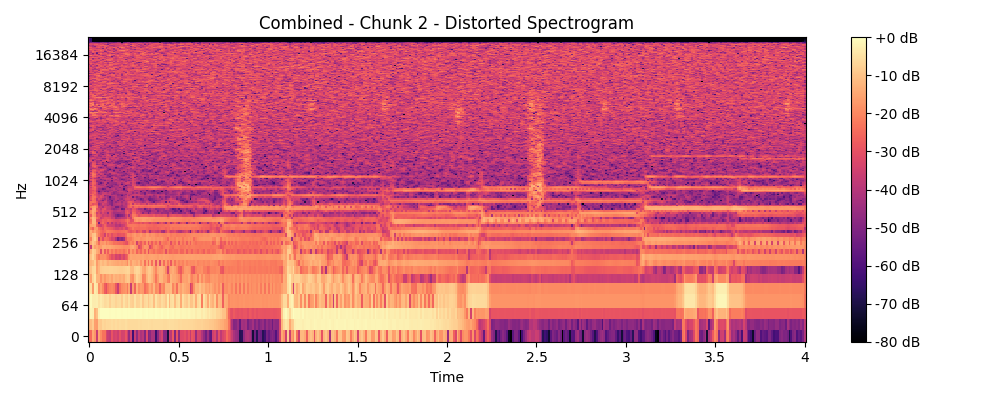 Combined - Chunk 2 - Distorted Spectrogram
Hz
16384
8192
4096
2048
1024
512
256
128
64
0
0 0.5 1 1.5 2 2.5 3 3.5 4
Time
+0 dB
-10 dB
-20 dB
-30 dB
-40 dB
-50 dB
-60 dB
-70 dB
-80 dB